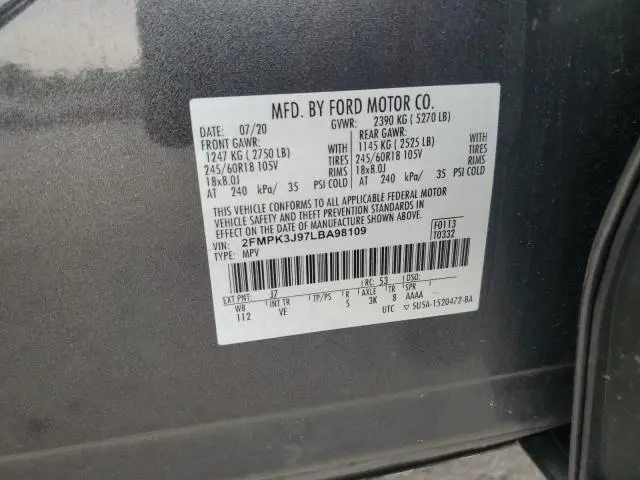 MFD. BY FORD MOTOR CO.
DATE: 07/20 GVWR: 2390 KG ( 5270 LB)
FRONT GAWR: REAR GAWR:
1247 KG ( 2750 LB) WITH 1145 KG ( 2525 LB) WITH
245/60R18 105V TIRES 245/60R18 105V TIRES
18x8.0J RIMS 18x8.0J RIMS
AT 240 kPa/ 35 PSI COLD AT 240 kPa/ 35 PSI COLD
THIS VEHICLE CONFORMS TO ALL APPLICABLE FEDERAL MOTOR
VEHICLE SAFETY AND THEFT PREVENTION STANDARDS IN
EFFECT ON THE DATE OF MANUFACTURE SHOWN ABOVE.
VIN: 2FMPK3J97LBA98109 F0113
TYPE: MPV T0332
EXT PNT: J7 RC: 53 DSO:
WB INT TR TP/PS R AXLE TR SPR
112 VE S 3K 8 AAAA
UTC ▽ 5U5A-1520472-BA